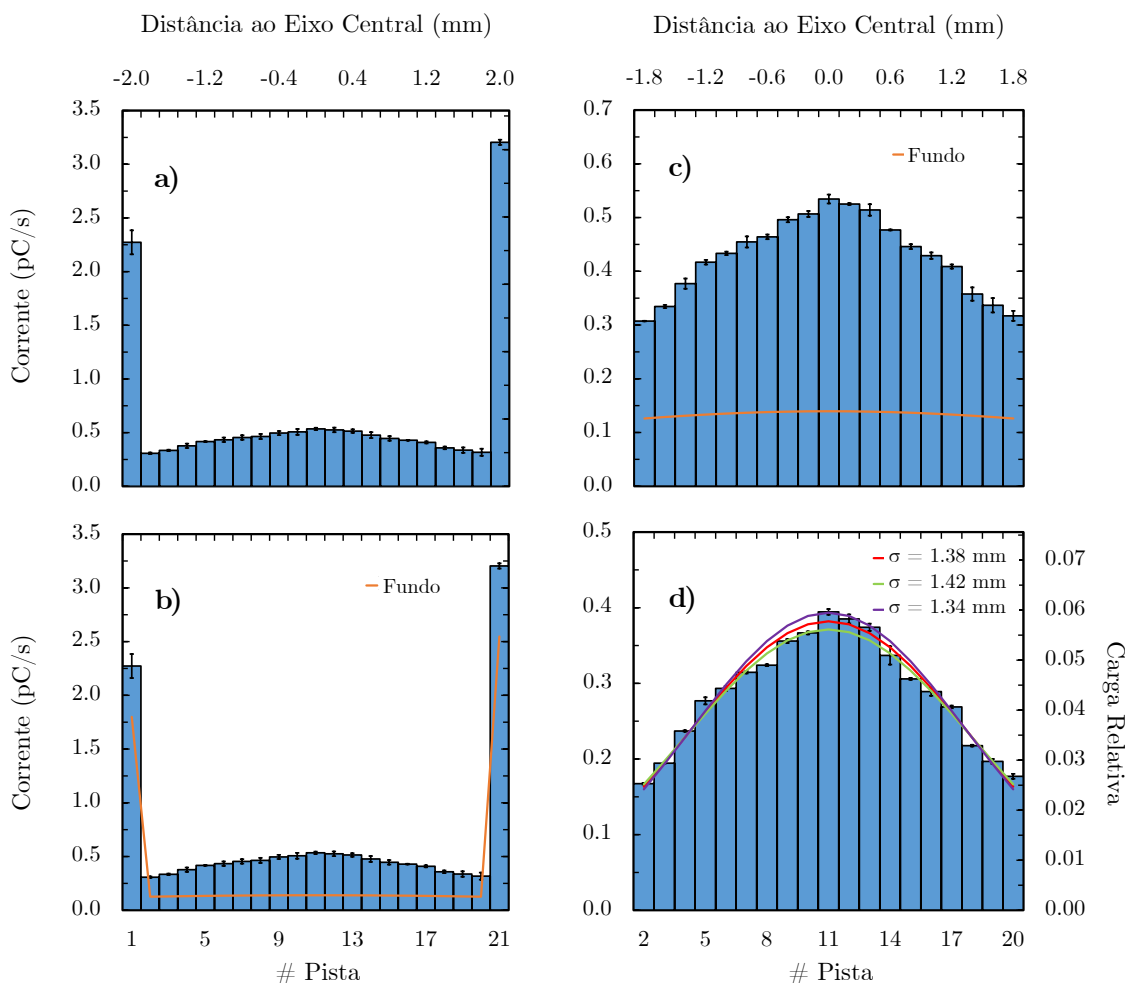 Distância ao Eixo Central (mm)
-2.0 -1.2 -0.4 0.4 1.2 2.0
3.5
3.0
2.5
2.0
1.5
1.0
0.5
0.0
Corrente (pC/s)
a)
Distância ao Eixo Central (mm)
-1.8 -1.2 -0.6 0.0 0.6 1.2 1.8
0.7
0.6
0.5
0.4
0.3
0.2
0.1
0.0
c)
Fundo
3.5
3.0
2.5
2.0
1.5
1.0
0.5
0.0
Corrente (pC/s)
b)
Fundo
1 5 9 13 17 21
# Pista
0.5
0.4
0.3
0.2
0.1
0.0
d)
σ = 1.38 mm
σ = 1.42 mm
σ = 1.34 mm
0.07
0.06
0.05
0.04
0.03
0.02
0.01
0.00
Carga Relativa
2 5 8 11 14 17 20
# Pista